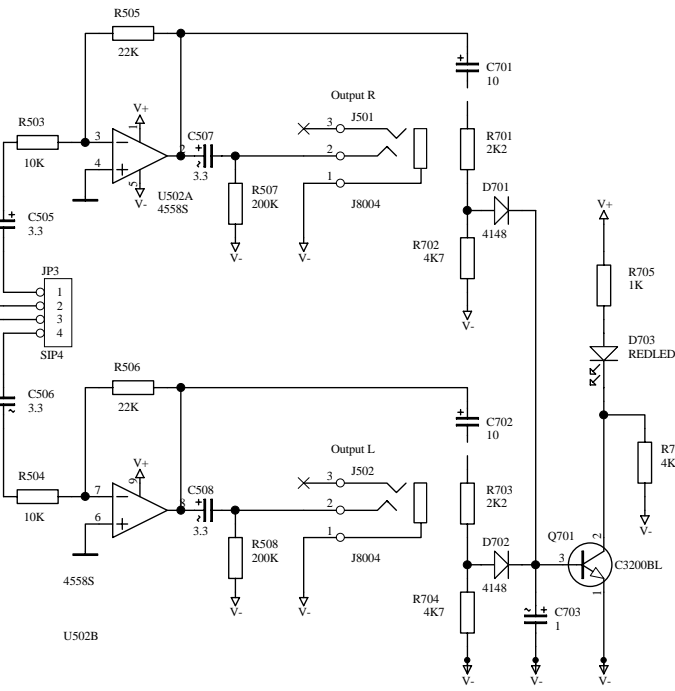 R505
22K
C701
10
Output R
J501
3
2
1
J8004
R503
10K
V+
1
3
4
5
V-
U502A
4558S
2
C507
3.3
R507
200K
V-
V-
R701
2K2
D701
4148
R702
4K7
V-
C505
3.3
JP3
1
2
3
4
SIP4
V+
R705
1K
D703
REDLED
R506
22K
C506
3.3
C702
10
Output L
J502
3
2
1
J8004
R504
10K
V+
9
7
6
8
C508
3.3
R508
200K
V-
V-
4558S
U502B
R703
2K2
D702
4148
R704
4K7
V-
C703
1
V-
Q701
2
3
1
C3200BL
V-
R7
4K
V-